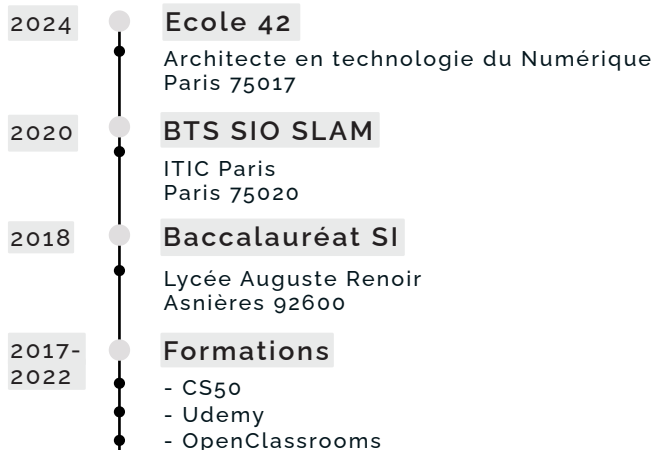 2024
Ecole 42
Architecte en technologie du Numérique
Paris 75017
2020
BTS SIO SLAM
ITIC Paris
Paris 75020
2018
Baccalauréat SI
Lycée Auguste Renoir
Asnières 92600
2017-
2022
Formations
- CS50
- Udemy
- OpenClassrooms